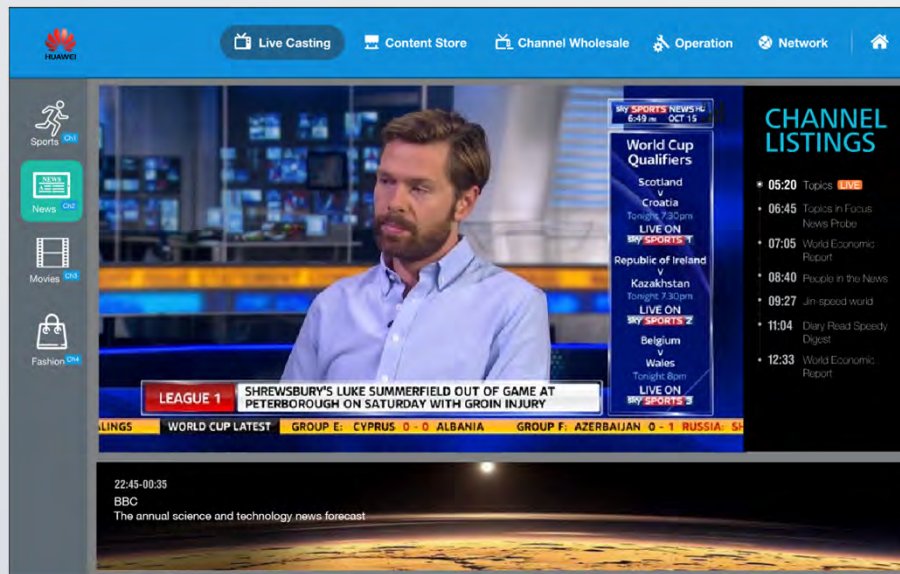 HUAWEI
Live Casting
Content Store
Channel Wholesale
Operation
Network
Sports Ch1
NEWS
News Ch2
Movies Ch3
Fashion Ch4
sky SPORTS NEWS HD
6:49 PM OCT 15
World Cup
Qualifiers
Scotland
v
Croatia
Tonight 7.30pm
LIVE ON
sky SPORTS 1
Republic of Ireland
v
Kazakhstan
Tonight 7.30pm
LIVE ON
sky SPORTS 2
Belgium
v
Wales
Tonight 8pm
LIVE ON
sky SPORTS 3
LEAGUE 1
SHREWSBURY'S LUKE SUMMERFIELD OUT OF GAME AT
PETERBOROUGH ON SATURDAY WITH GROIN INJURY
ALINGS WORLD CUP LATEST GROUP E: CYPRUS 0 - 0 ALBANIA GROUP F: AZERBAIJAN 0 - 1 RUSSIA: SH
CHANNEL
LISTINGS
05:20 Topics LIVE
06:45 Topics in Focus
News Probe
07:05 World Economic
Report
08:40 People in the News
09:27 Jin-speed world
11:04 Diary Read Speedy
Digest
12:33 World Economic
Report
22:45-00:35
BBC
The annual science and technology news forecast